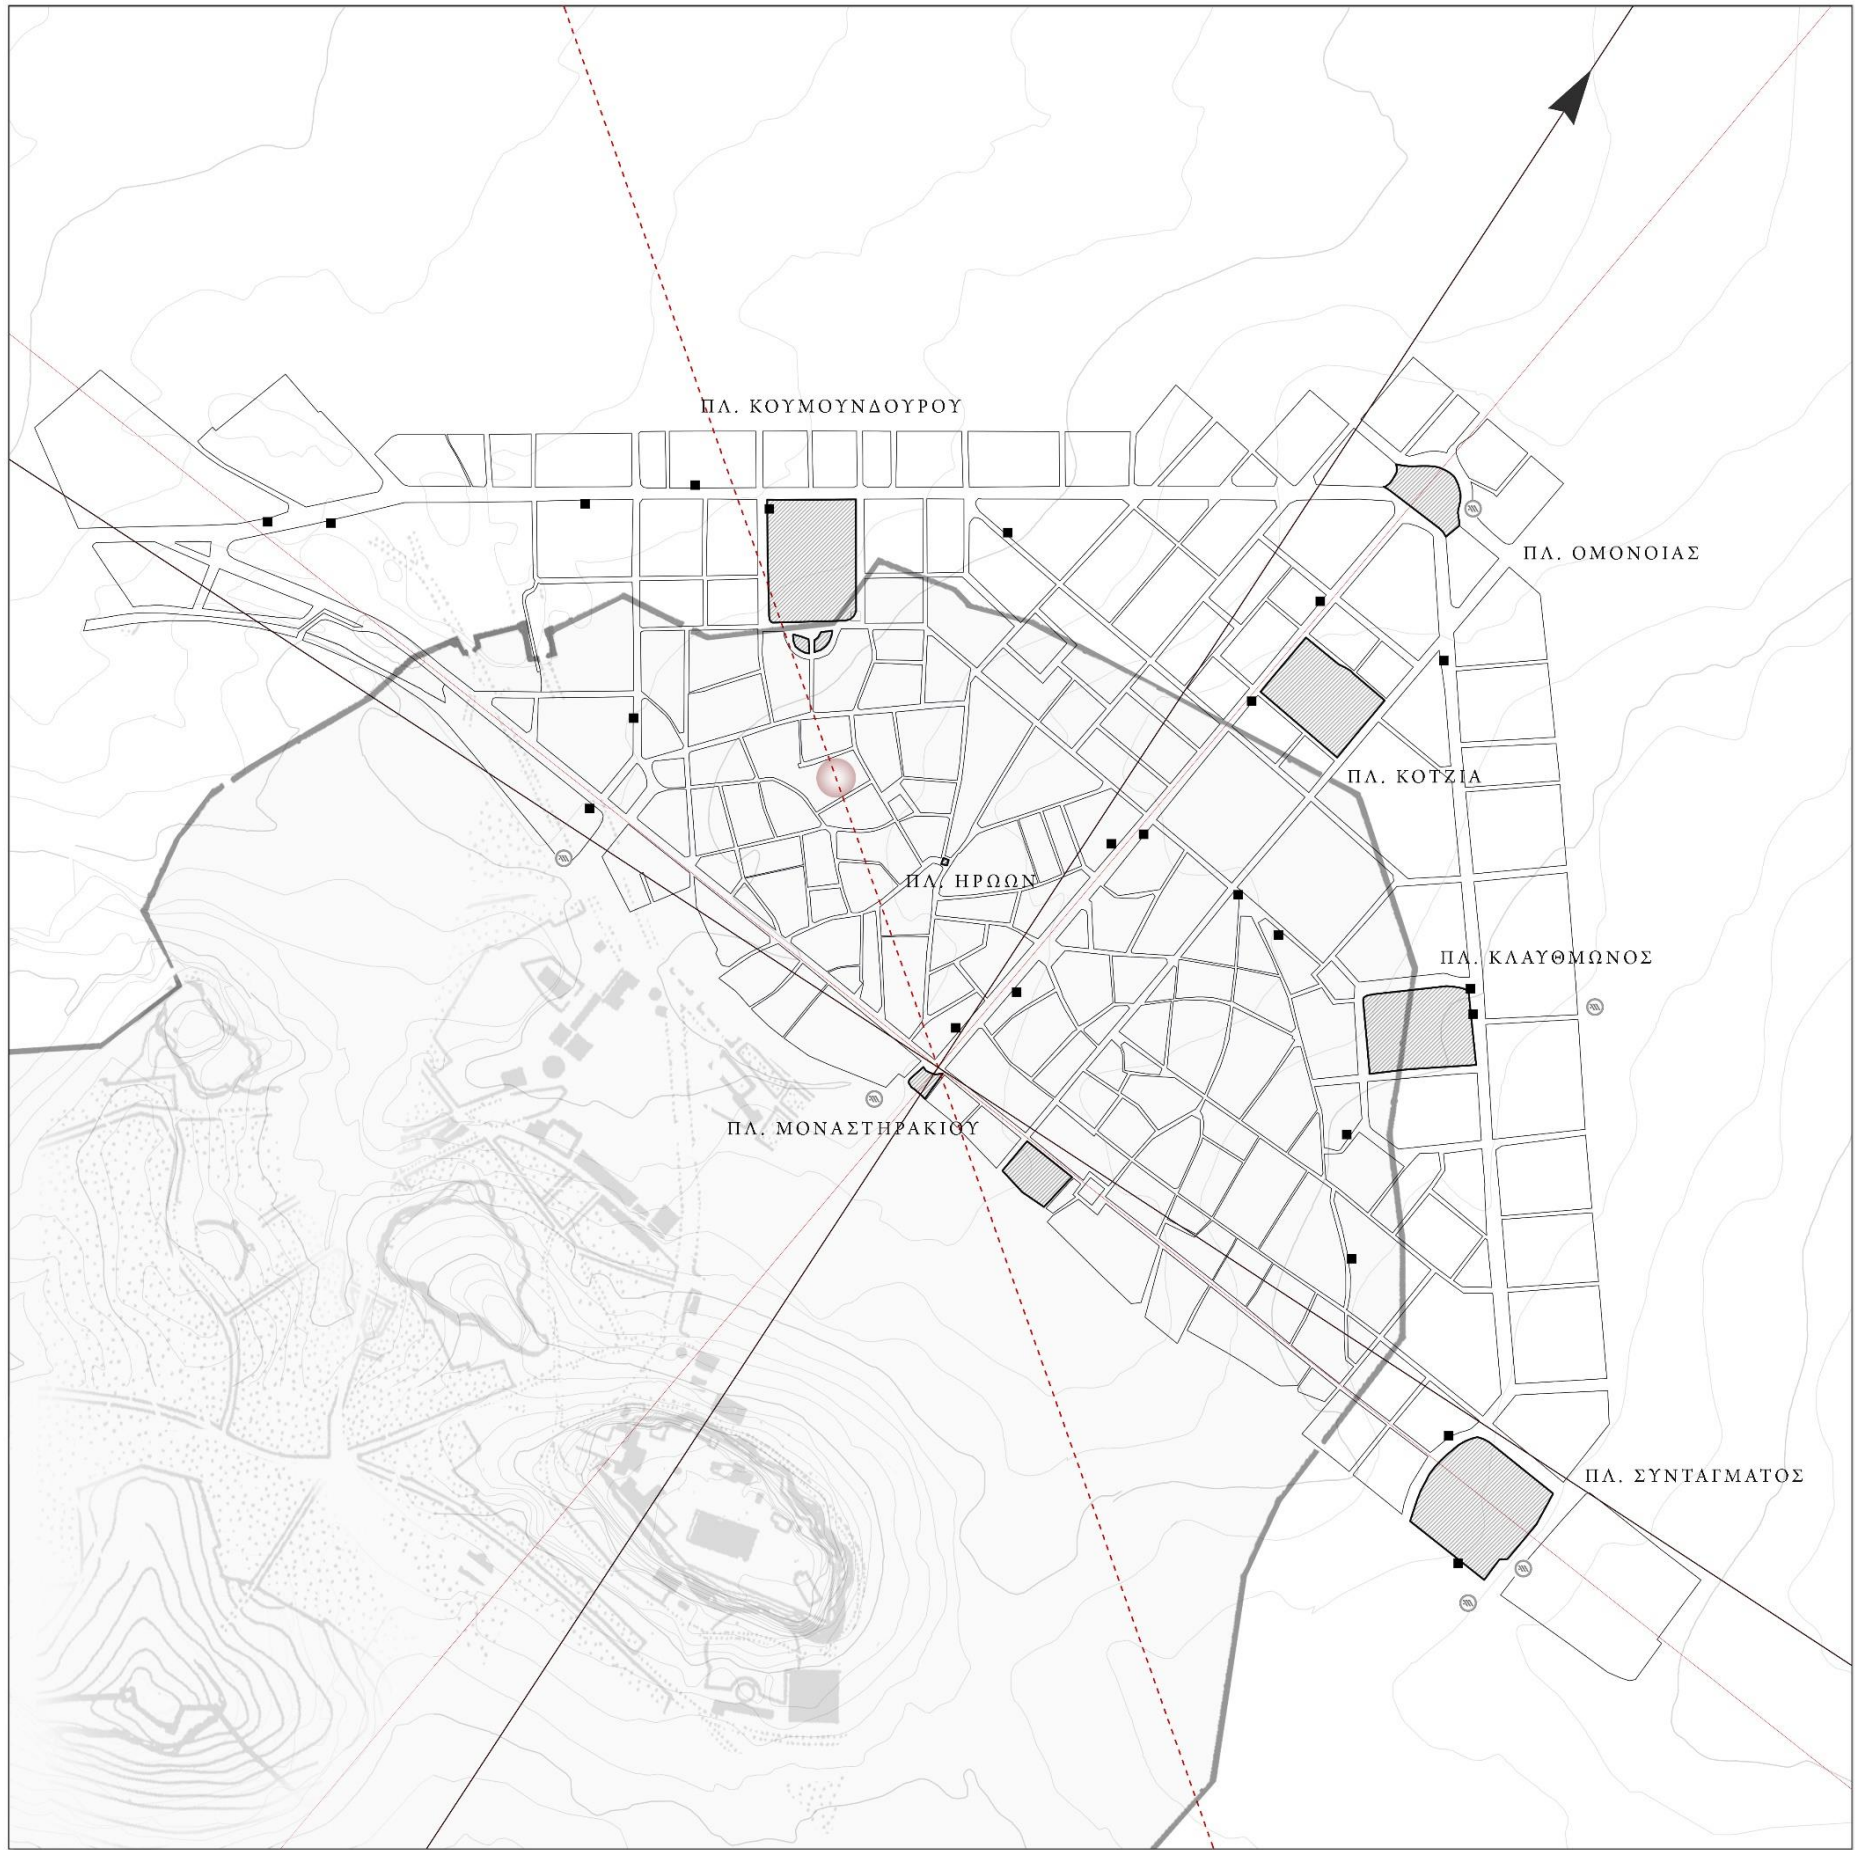 ΠΛ. ΚΟΥΜΟΥΝΔΟΥΡΟΥ
ΠΛ. ΟΜΟΝΟΙΑΣ
ΠΛ. ΚΟΤΖΙΑ
ΠΛ. ΗΡΩΩΝ
ΠΛ. ΚΛΑΥΘΜΩΝΟΣ
ΠΛ. ΜΟΝΑΣΤΗΡΑΚΙΟΥ
ΠΛ. ΣΥΝΤΑΓΜΑΤΟΣ